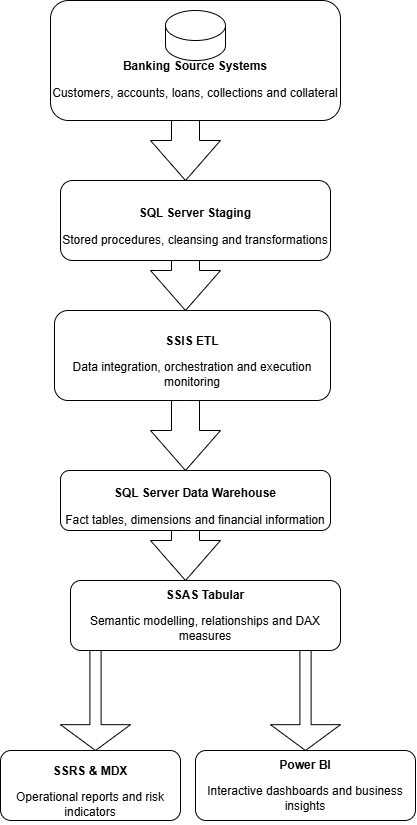 Banking Source Systems
Customers, accounts, loans, collections and collateral
SQL Server Staging
Stored procedures, cleansing and transformations
SSIS ETL
Data integration, orchestration and execution
monitoring
SQL Server Data Warehouse
Fact tables, dimensions and financial information
SSAS Tabular
Semantic modelling, relationships and DAX
measures
SSRS & MDX
Operational reports and risk
indicators
Power BI
Interactive dashboards and business
insights